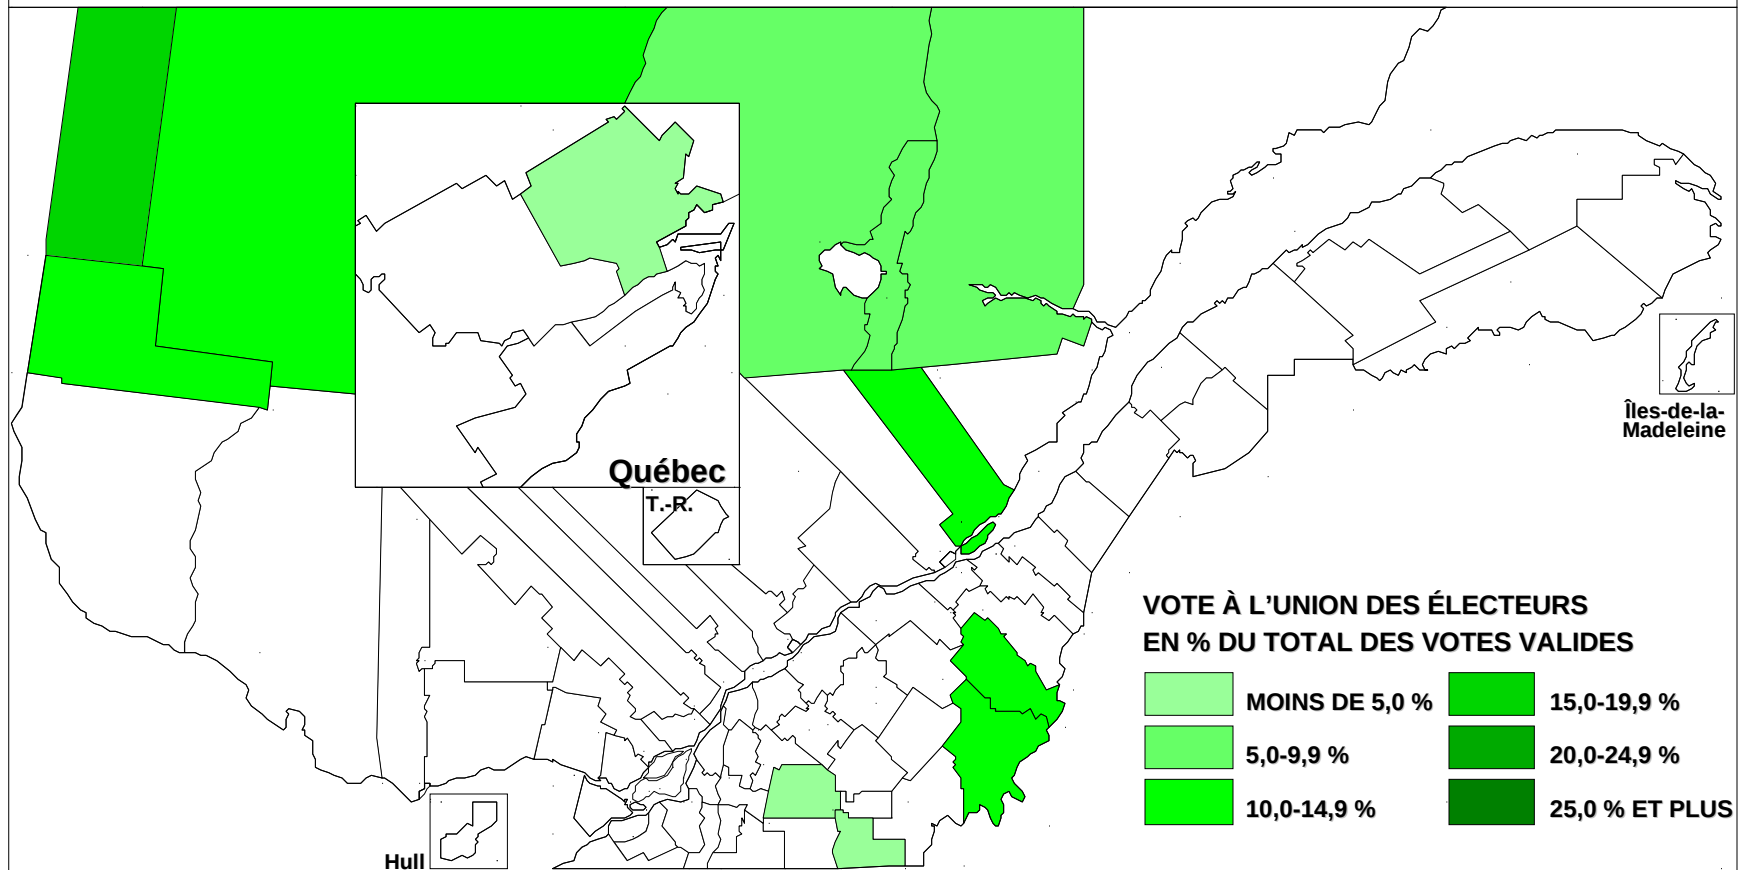 Québec
T.-R.
Îles-de-la-
Madeleine
Hull
VOTE À L’UNION DES ÉLECTEURS
EN % DU TOTAL DES VOTES VALIDES
MOINS DE 5,0 %
5,0-9,9 %
10,0-14,9 %
15,0-19,9 %
20,0-24,9 %
25,0 % ET PLUS